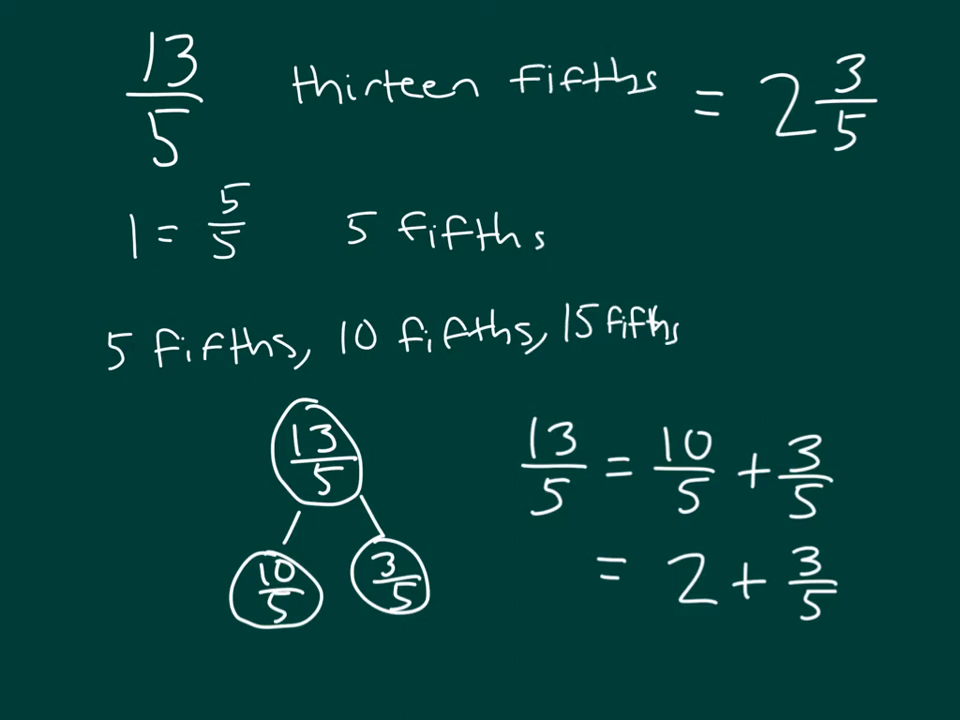 13/5 thirteen fifths = 2 3/5
1 = 5/5 5 fifths
5 fifths, 10 fifths, 15 fifths
13/5
10/5 3/5
13/5 = 10/5 + 3/5
= 2 + 3/5